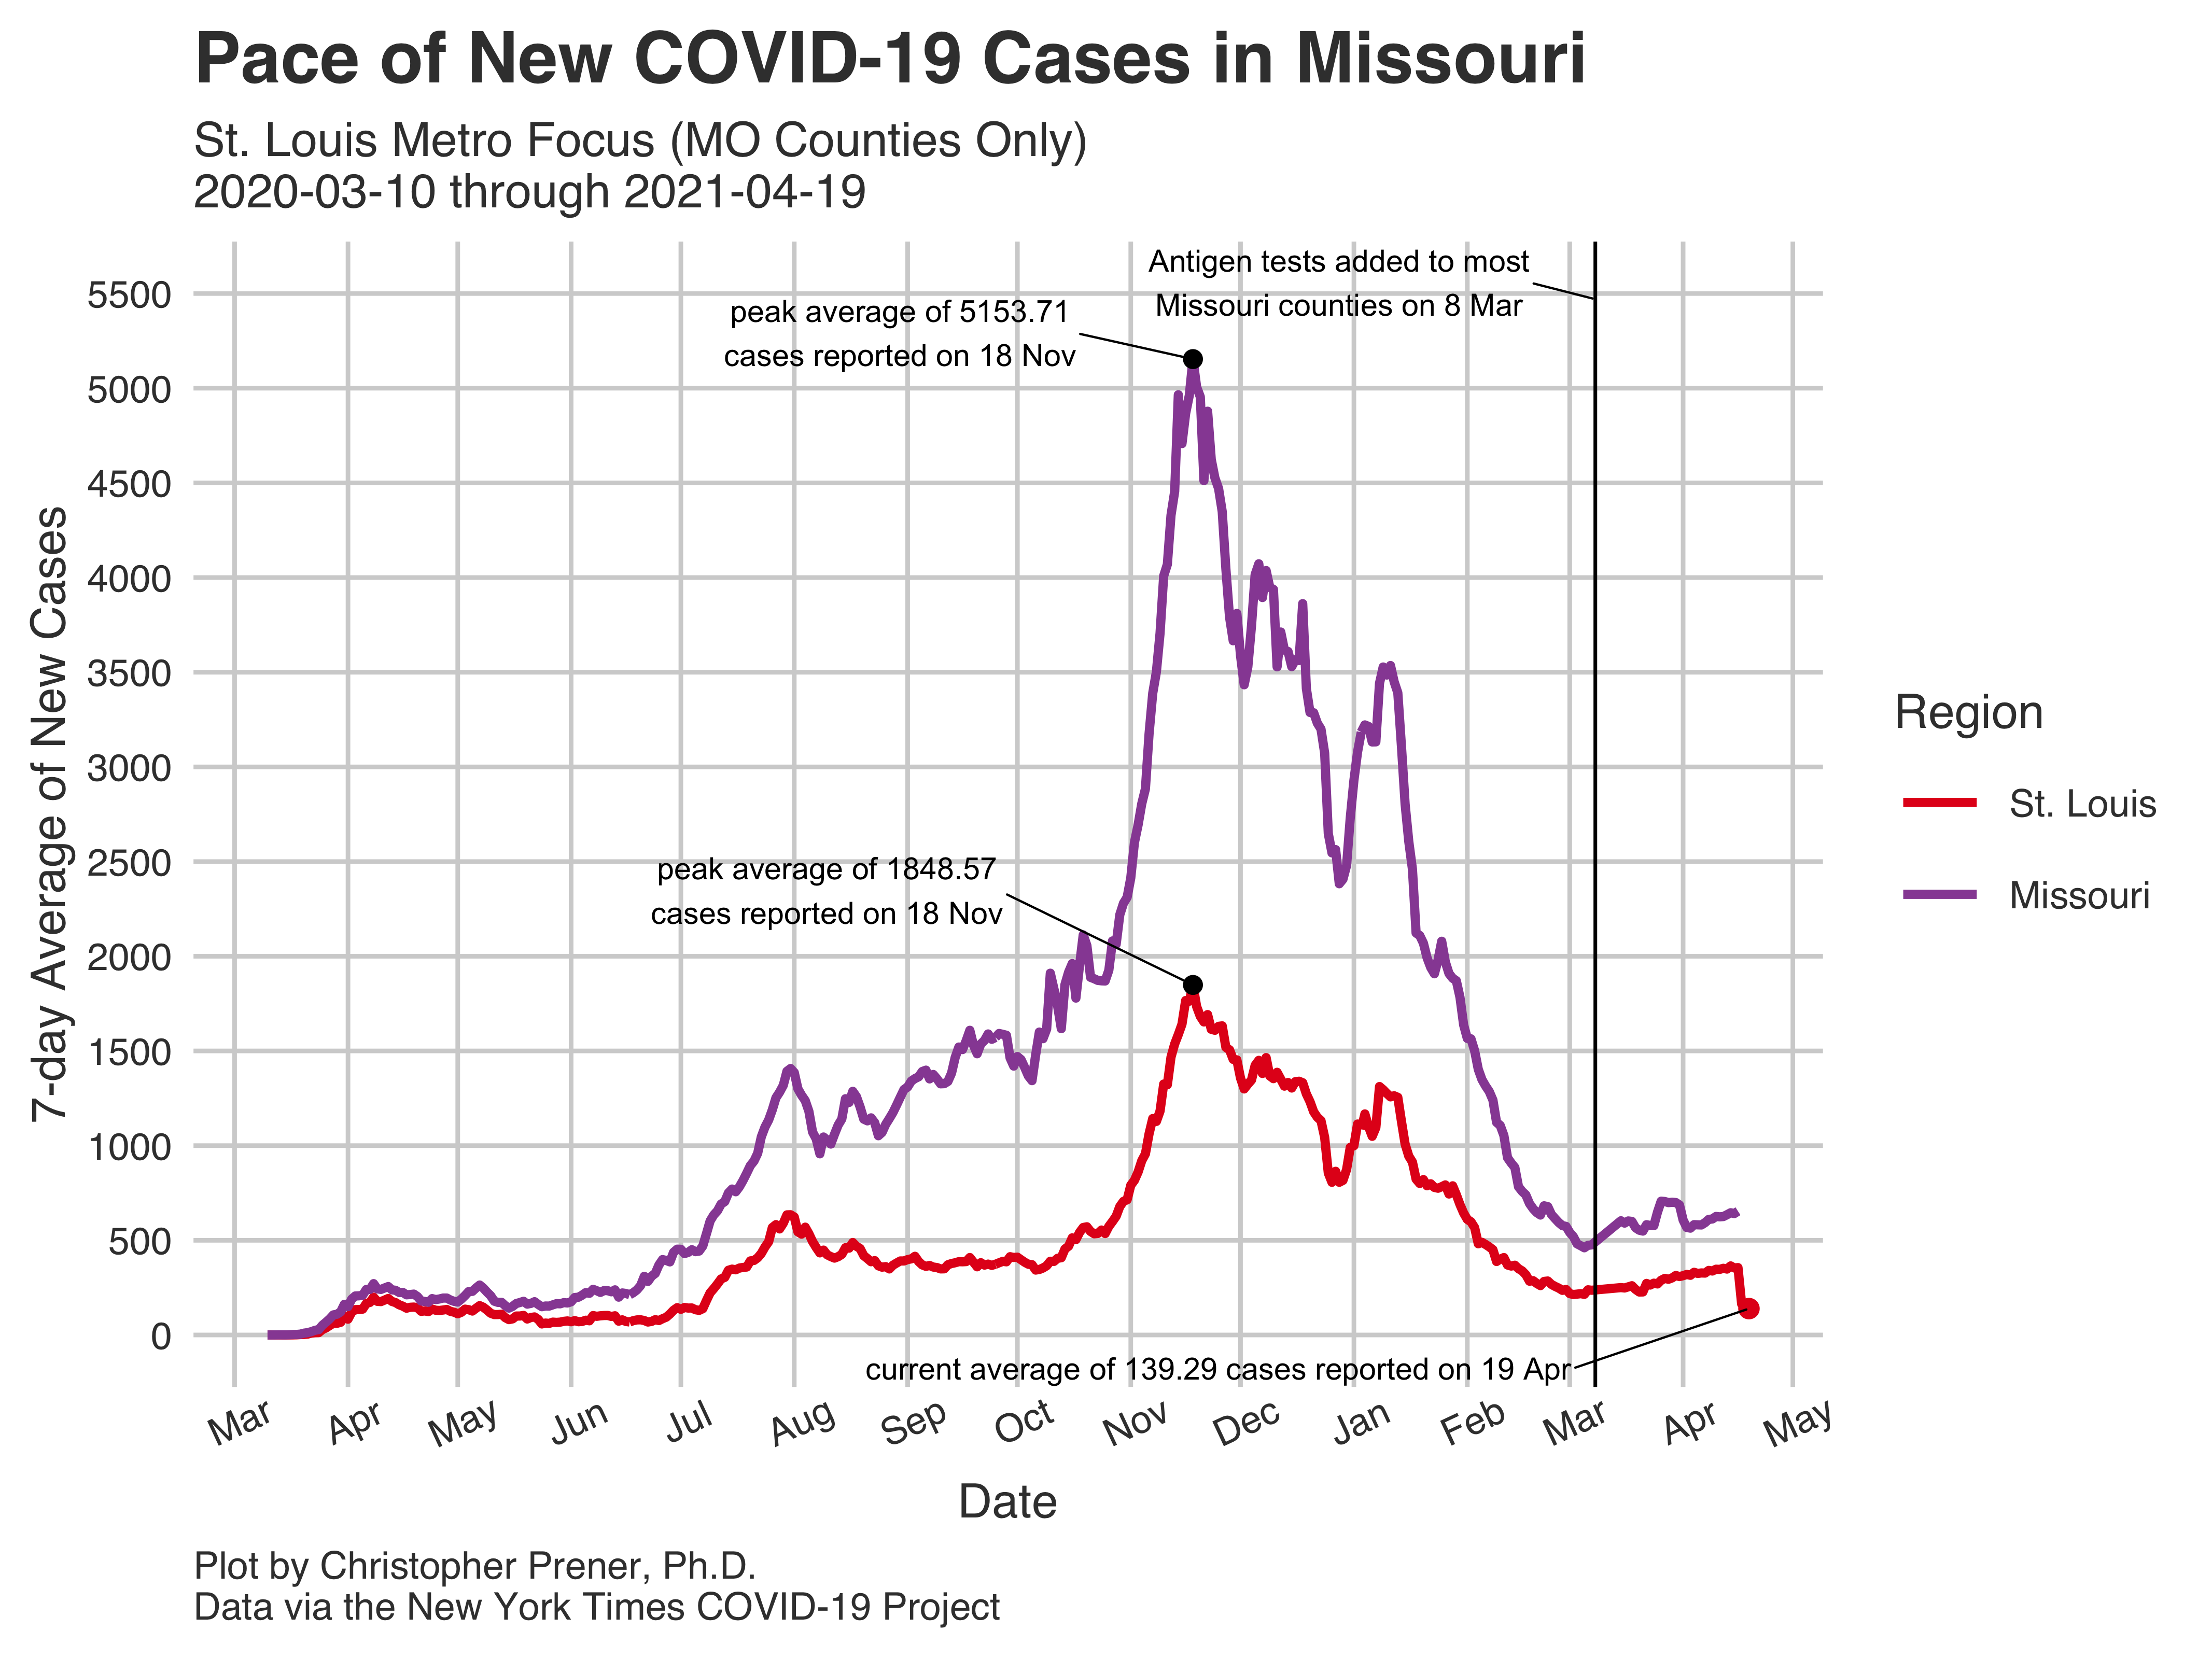 Pace of New COVID-19 Cases in Missouri
St. Louis Metro Focus (MO Counties Only)
2020-03-10 through 2021-04-19
Antigen tests added to most
Missouri counties on 8 Mar
peak average of 5153.71
cases reported on 18 Nov
peak average of 1848.57
cases reported on 18 Nov
current average of 139.29 cases reported on 19 Apr
7-day Average of New Cases
5500
5000
4500
4000
3500
3000
2500
2000
1500
1000
500
0
Mar
Apr
May
Jun
Jul
Aug
Sep
Oct
Nov
Dec
Jan
Feb
Mar
Apr
May
Date
Region
St. Louis
Missouri
Plot by Christopher Prener, Ph.D.
Data via the New York Times COVID-19 Project